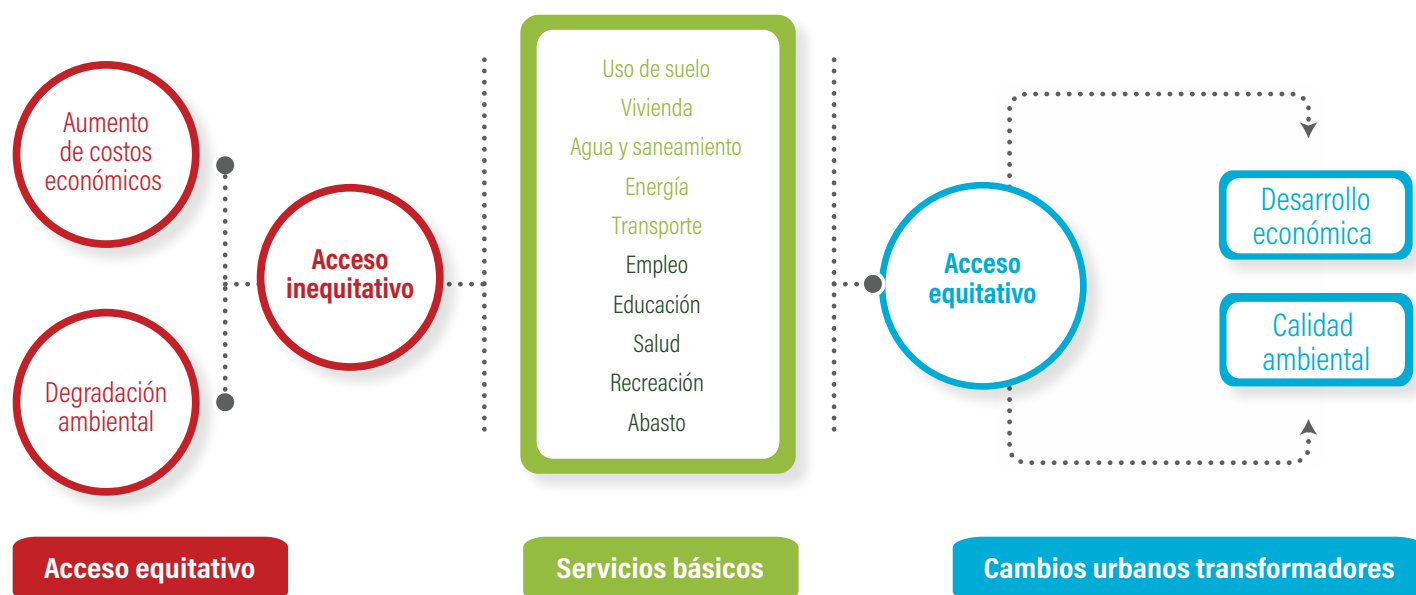 Aumento
de costos
económicos
Degradación
ambiental
Acceso
inequitativo
Acceso equitativo
Uso de suelo
Vivienda
Agua y saneamiento
Energía
Transporte
Empleo
Educación
Salud
Recreación
Abasto
Servicios básicos
Acceso
equitativo
Desarrollo
económica
Calidad
ambiental
Cambios urbanos transformadores